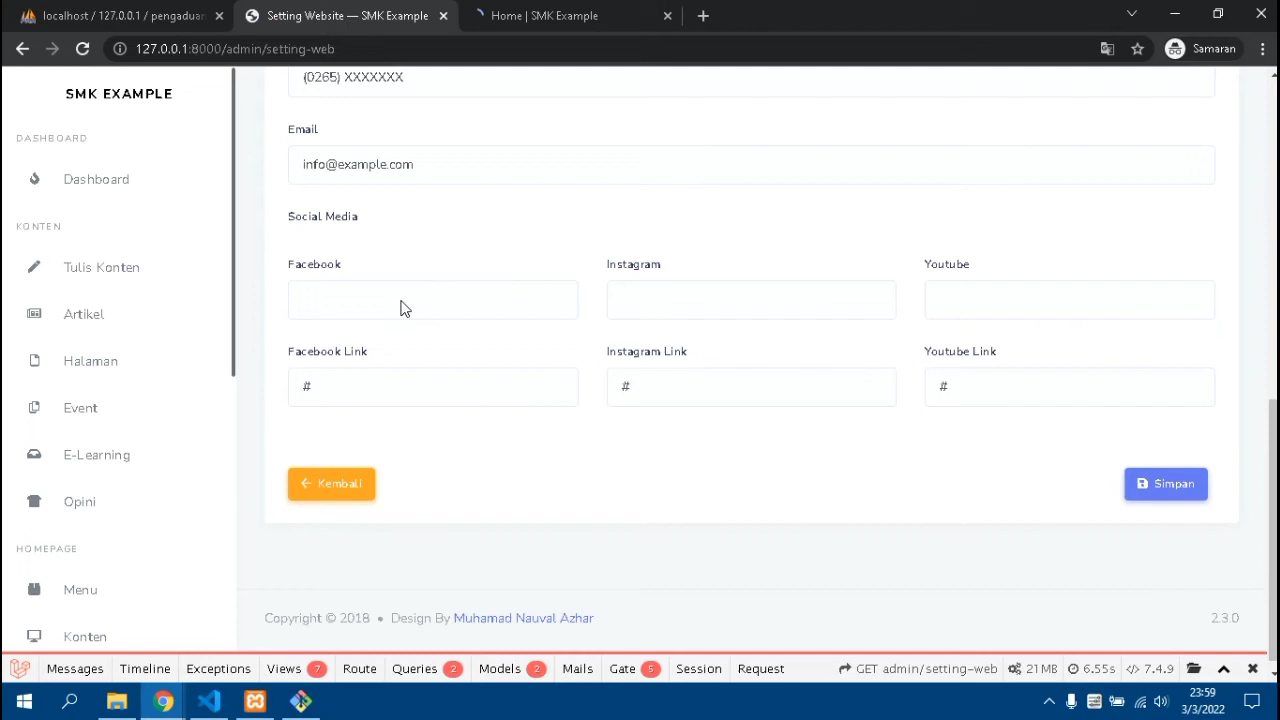 localhost / 127.0.0.1 / pengaduan
Setting Website — SMK Example
Home | SMK Example
127.0.0.1:8000/admin/setting-web
Samaran
SMK EXAMPLE
DASHBOARD
Dashboard
KONTEN
Tulis Konten
Artikel
Halaman
Event
E-Learning
Opini
HOMEPAGE
Menu
Konten
(0265) XXXXXXX
Email
info@example.com
Social Media
Facebook Instagram Youtube
Facebook Link Instagram Link Youtube Link
# # #
Kembali Simpan
Copyright © 2018 • Design By Muhamad Nauval Azhar 2.3.0
Messages Timeline Exceptions Views 7 Route Queries 2 Models 2 Mails Gate 5 Session Request GET admin/setting-web 21MB 6.55s 7.4.9
23:59
3/3/2022